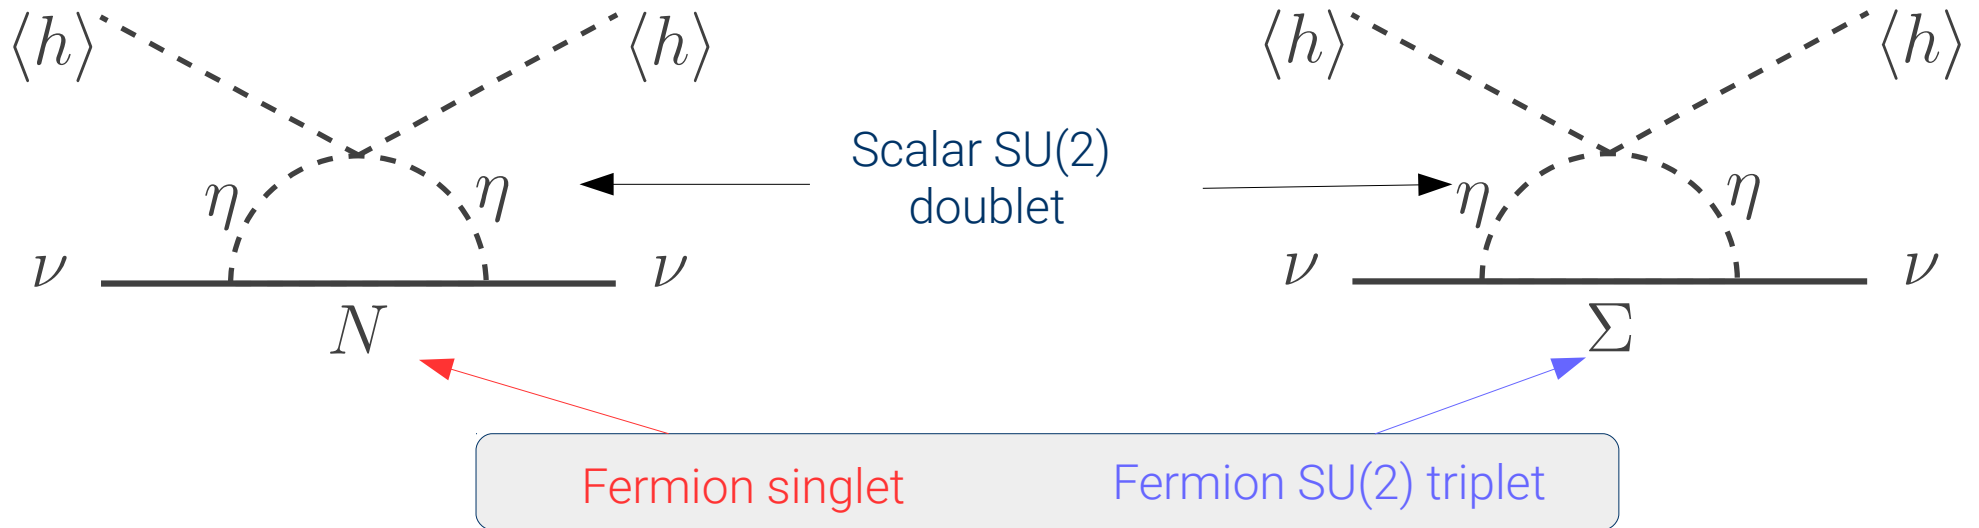 ⟨h⟩ ⟨h⟩ ⟨h⟩ ⟨h⟩
Scalar SU(2)
doublet
η η η η
ν ν ν ν
N Σ
Fermion singlet Fermion SU(2) triplet